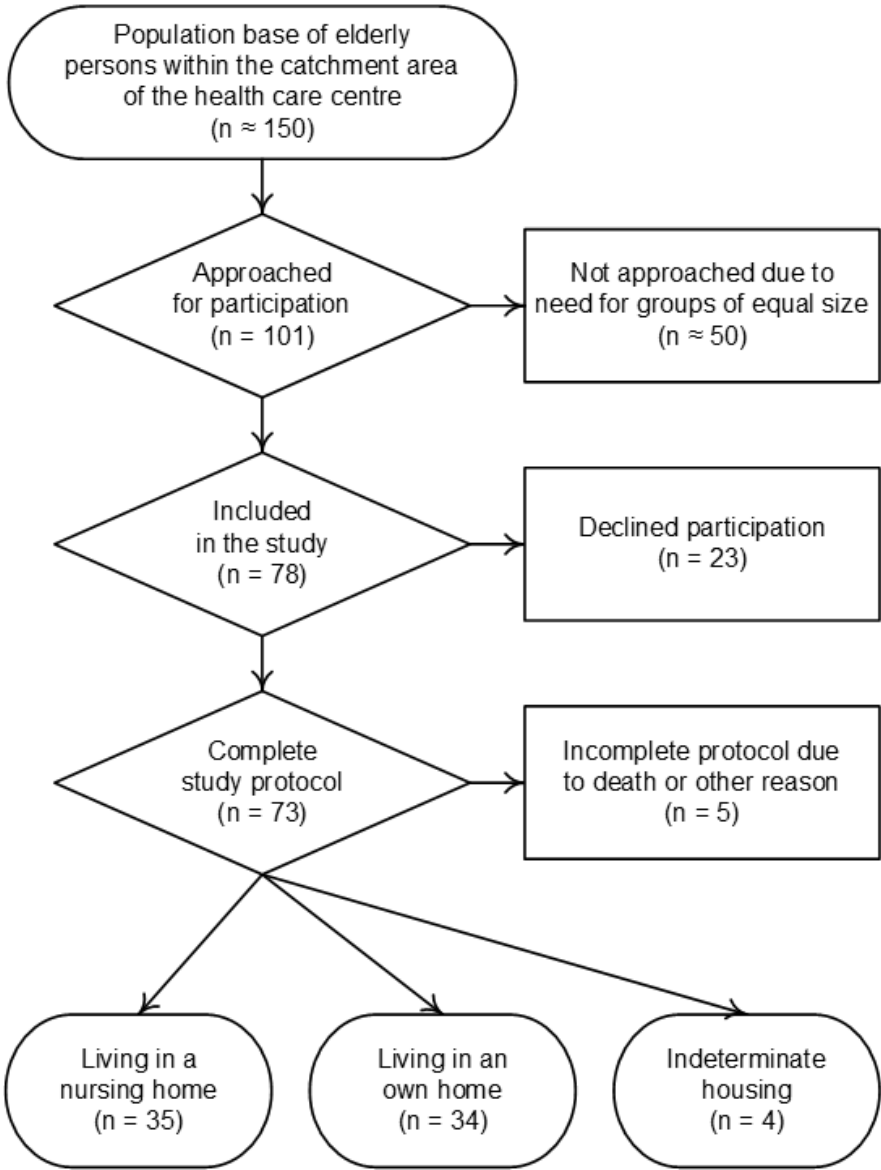 Population base of elderly
persons within the catchment area
of the health care centre
(n ≈ 150)
Approached
for participation
(n = 101)
Not approached due to
need for groups of equal size
(n ≈ 50)
Included
in the study
(n = 78)
Declined participation
(n = 23)
Complete
study protocol
(n = 73)
Incomplete protocol due
to death or other reason
(n = 5)
Living in a
nursing home
(n = 35)
Living in an
own home
(n = 34)
Indeterminate
housing
(n = 4)